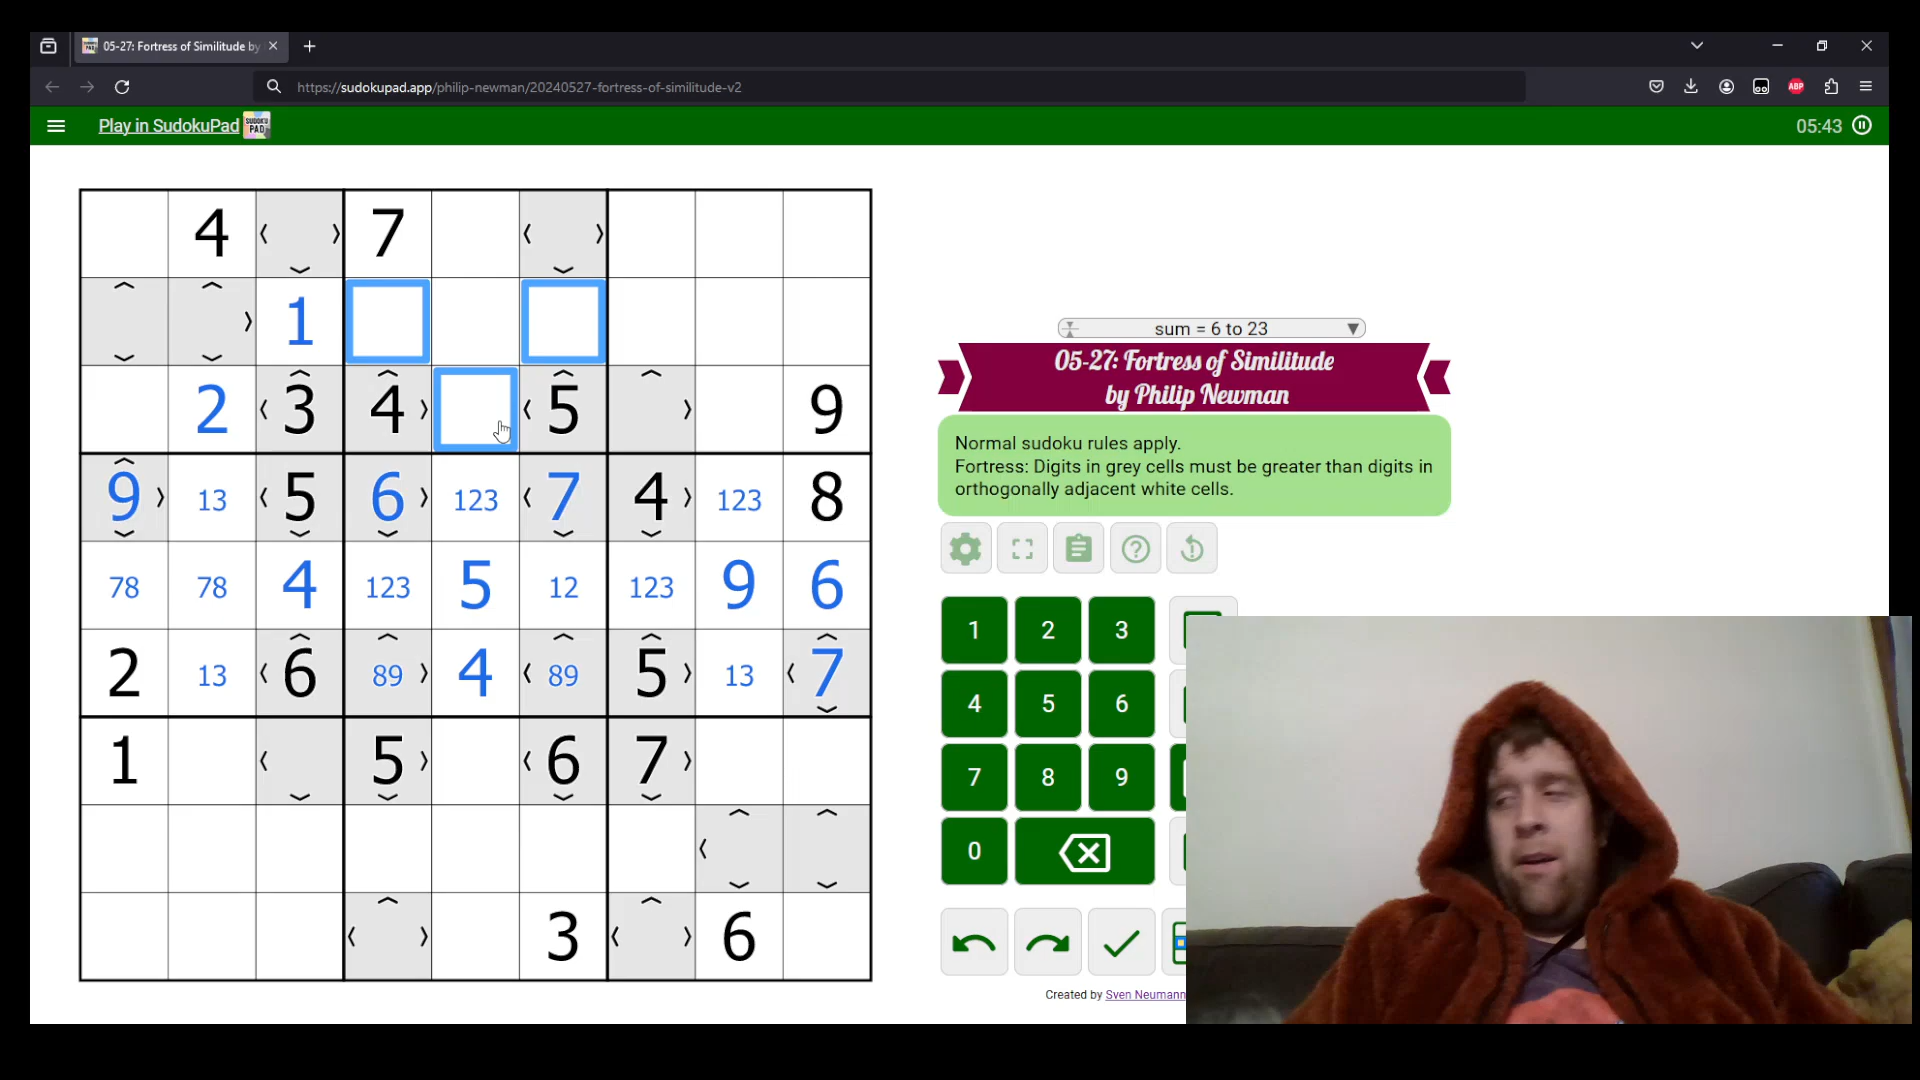 05-27: Fortress of Similitude by
https://sudokupad.app/philip-newman/20240527-fortress-of-similitude-v2
ABP
Play in SudokuPad
SUDOKU PAD
05:43
4 7
1
2 3 4 5 9
9 13 5 6 123 7 4 123 8
78 78 4 123 5 12 123 9 6
2 13 6 89 4 89 5 13 7
1 5 6 7
3 6
sum = 6 to 23
05-27: Fortress of Similitude
by Philip Newman
Normal sudoku rules apply.
Fortress: Digits in grey cells must be greater than digits in
orthogonally adjacent white cells.
1 2 3
4 5 6
7 8 9
0
Created by Sven Neumann